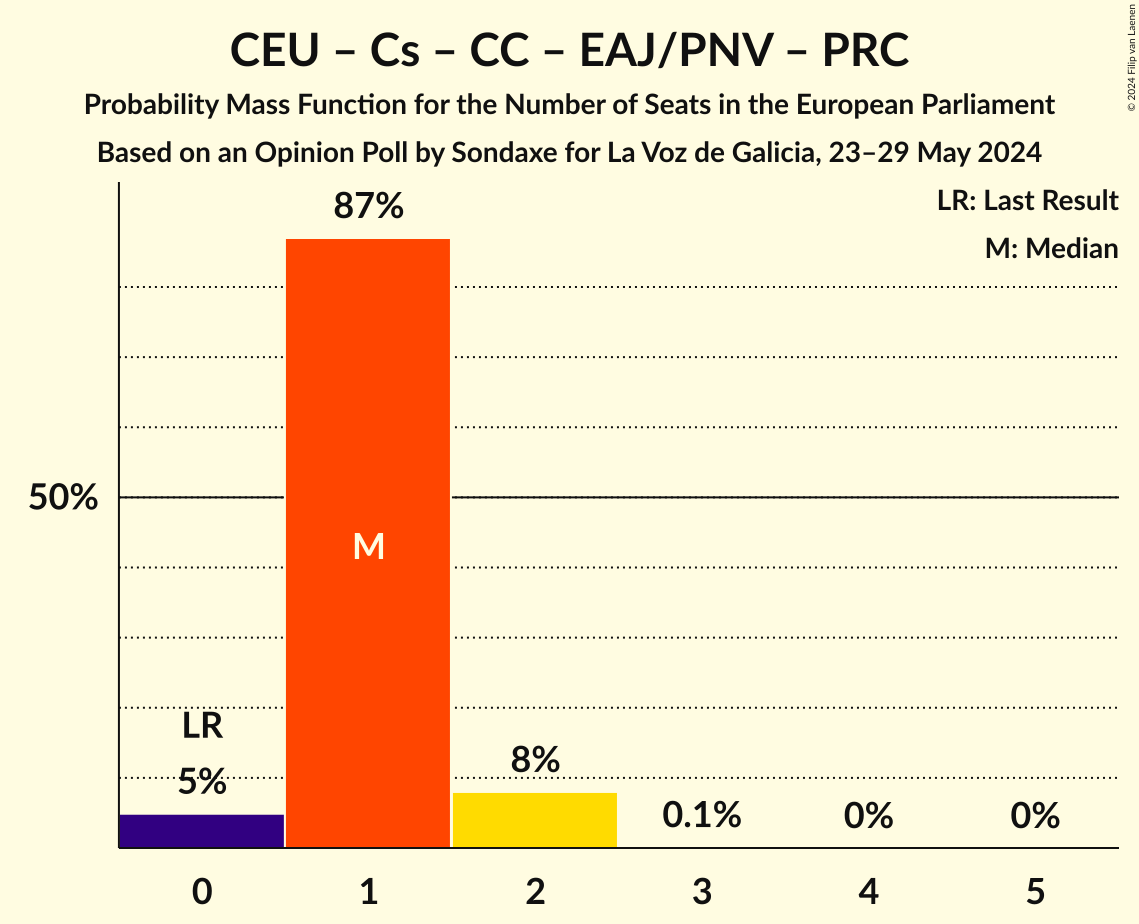 CEU – Cs – CC – EAJ/PNV – PRC
Probability Mass Function for the Number of Seats in the European Parliament
Based on an Opinion Poll by Sondaxe for La Voz de Galicia, 23–29 May 2024
© 2024 Filip van Laenen
LR: Last Result
M: Median
87%
50%
M
LR
5%
8%
0.1%
0%
0%
0 1 2 3 4 5